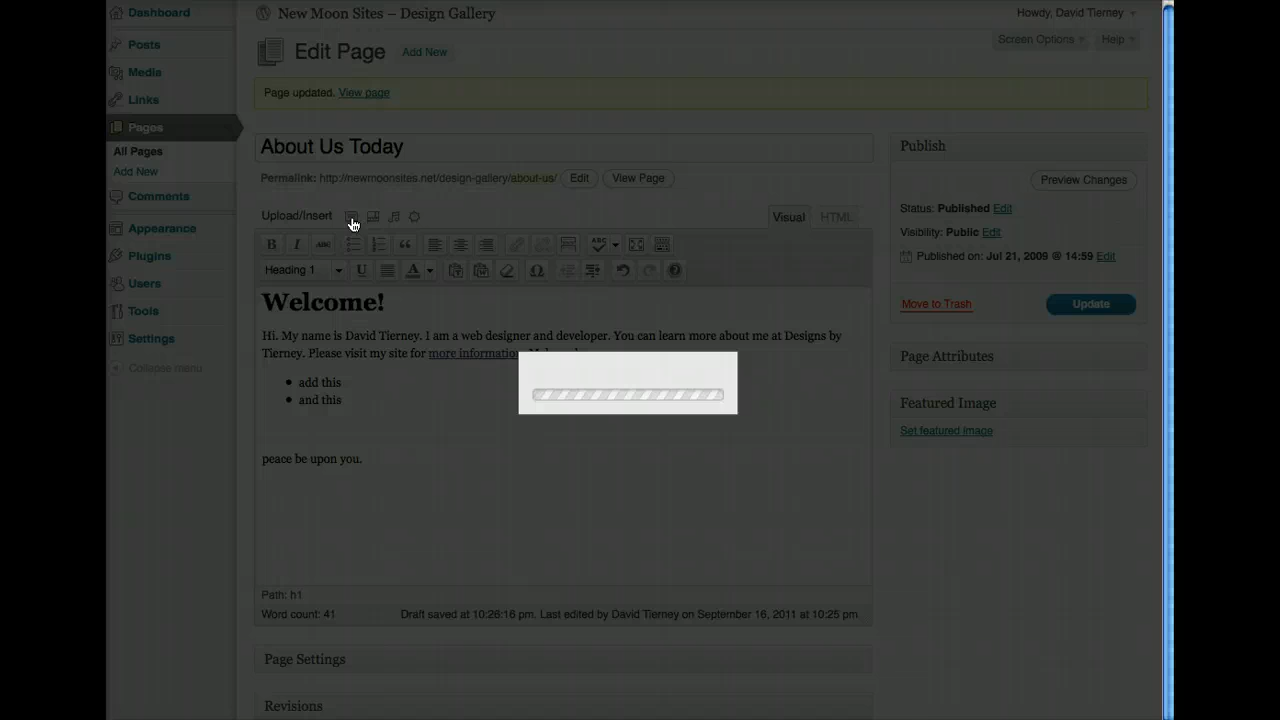 Dashboard
New Moon Sites – Design Gallery
Howdy, David Tierney
Posts
Edit Page
Add New
Screen Options
Help
Media
Page updated. View page
Links
Pages
About Us Today
Publish
All Pages
Add New
Permalink: http://newmoonsites.net/design-gallery/about-us/
Edit
View Page
Preview Changes
Comments
Upload/Insert
Visual
HTML
Status: Published Edit
Appearance
Visibility: Public Edit
B I ABC
ABC
Plugins
Published on: Jul 21, 2009 @ 14:59 Edit
Heading 1
U
A
Users
Welcome!
Move to Trash
Update
Tools
Hi. My name is David Tierney. I am a web designer and developer. You can learn more about me at Designs by
Settings
Tierney. Please visit my site for more information
Page Attributes
Collapse menu
add this
and this
Featured Image
Set featured image
peace be upon you.
Path: h1
Word count: 41
Draft saved at 10:26:16 pm. Last edited by David Tierney on September 16, 2011 at 10:25 pm
Page Settings
Revisions